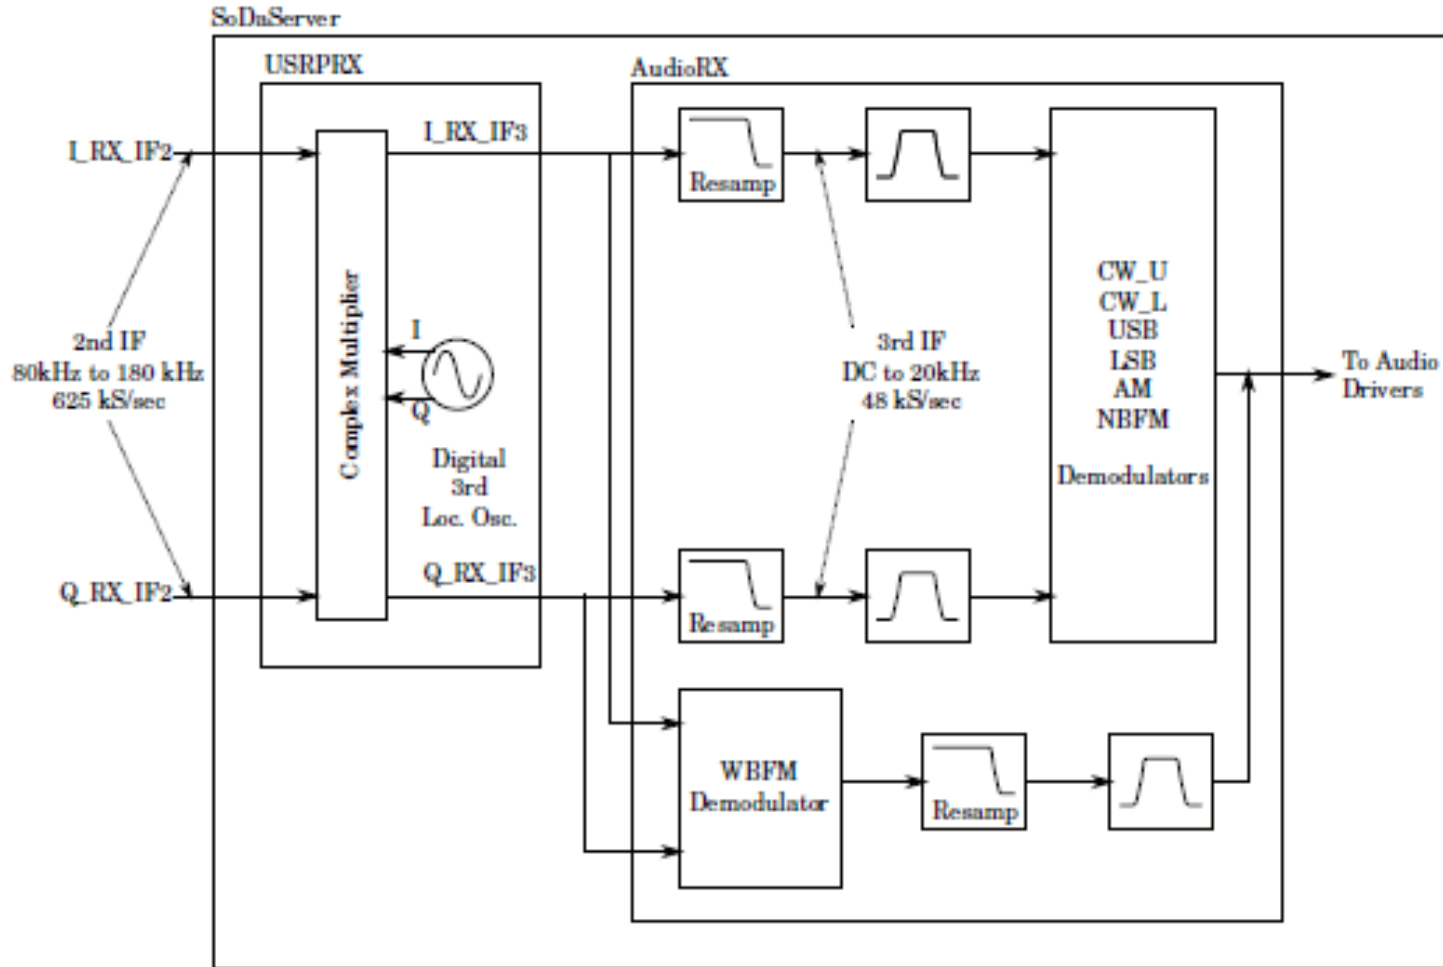 SoDaServer
USRPRX
AudioRX
I_RX_IF2
I_RX_IF3
Resamp
2nd IF
80kHz to 180 kHz
625 kS/sec
Complex Multiplier
I
Q
Digital
3rd
Loc. Osc.
3rd IF
DC to 20kHz
48 kS/sec
CW_U
CW_L
USB
LSB
AM
NBFM
Demodulators
To Audio
Drivers
Q_RX_IF2
Q_RX_IF3
Resamp
WBFM
Demodulator
Resamp